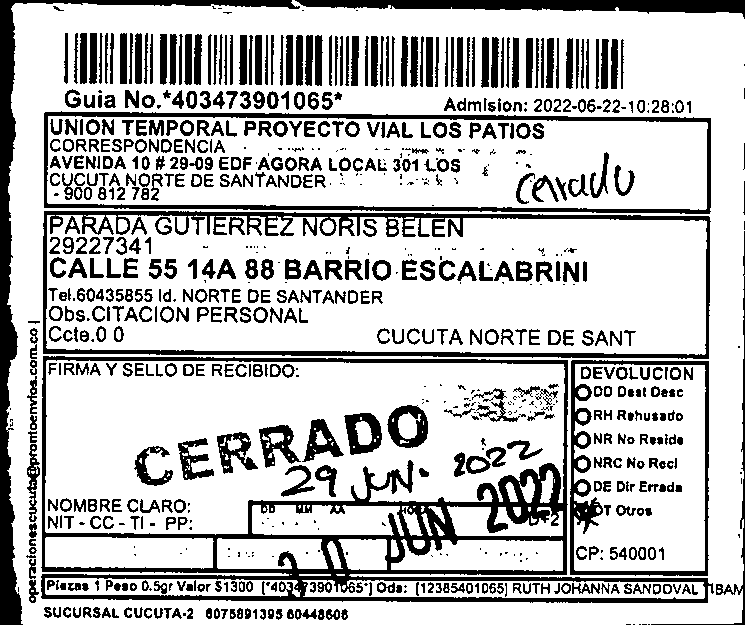 Guia No.*403473901065*
Admision: 2022-06-22-10:28:01
UNION TEMPORAL PROYECTO VIAL LOS PATIOS
CORRESPONDENCIA
AVENIDA 10 # 29-09 EDF AGORA LOCAL 301 LOS
CUCUTA NORTE DE SANTANDER
- 900 812 782
cerrado
PARADA GUTIERREZ NORIS BELEN
29227341
CALLE 55 14A 88 BARRIO ESCALABRINI
Tel.60435855 Id. NORTE DE SANTANDER
Obs.CITACION PERSONAL
Ccte.0 0
CUCUTA NORTE DE SANT
operacionescucuta@prontoenvios.com.co |
FIRMA Y SELLO DE RECIBIDO:
CERRADO
29 JUN. 2022
30 JUN 2022
NOMBRE CLARO:
NIT - CC - TI - PP:
DD MM AA
DEVOLUCION
DD Dest Desc
RH Rehusado
NR No Reside
NRC No Recl
DE Dir Errada
OT Otros
CP: 540001
Piezas 1 Peso 0.5gr Valor $1300 [*403473901065*] Oda: [12385401065] RUTH JOHANNA SANDOVAL TIBAM
SUCURSAL CUCUTA-2 6075891395 60448606